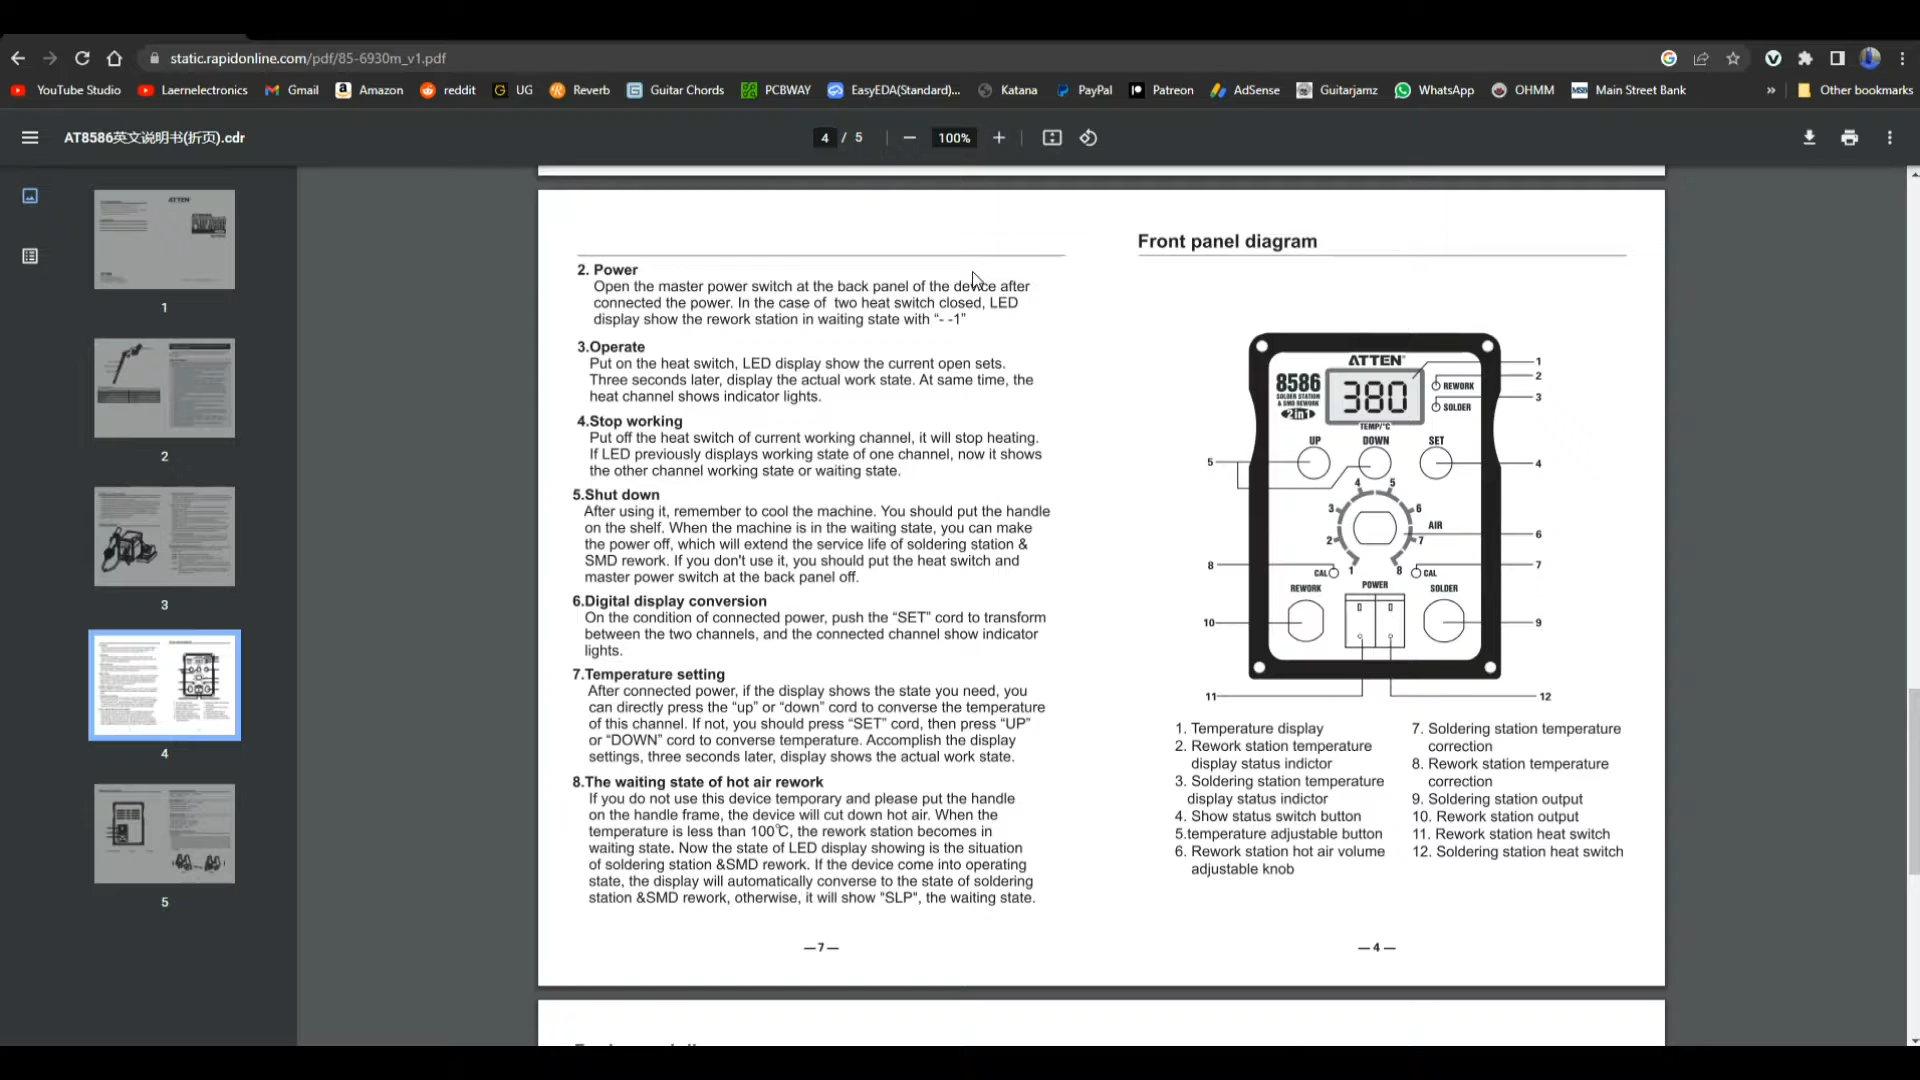 static.rapidonline.com/pdf/85-6930m_v1.pdf
YouTube Studio
Laernelectronics
Gmail
Amazon
reddit
UG
Reverb
Guitar Chords
PCBWAY
EasyEDA(Standard)...
Katana
PayPal
Patreon
AdSense
Guitarjamz
WhatsApp
OHMM
Main Street Bank
»
Other bookmarks
AT8586英文说明书(折页).cdr
4 / 5
100%
1
2
3
4
5
2. Power
Open the master power switch at the back panel of the device after
connected the power. In the case of two heat switch closed, LED
display show the rework station in waiting state with “- -1”
3.Operate
Put on the heat switch, LED display show the current open sets.
Three seconds later, display the actual work state. At same time, the
heat channel shows indicator lights.
4.Stop working
Put off the heat switch of current working channel, it will stop heating.
If LED previously displays working state of one channel, now it shows
the other channel working state or waiting state.
5.Shut down
After using it, remember to cool the machine. You should put the handle
on the shelf. When the machine is in the waiting state, you can make
the power off, which will extend the service life of soldering station &
SMD rework. If you don't use it, you should put the heat switch and
master power switch at the back panel off.
6.Digital display conversion
On the condition of connected power, push the “SET” cord to transform
between the two channels, and the connected channel show indicator
lights.
7.Temperature setting
After connected power, if the display shows the state you need, you
can directly press the “up” or “down” cord to converse the temperature
of this channel. If not, you should press “SET” cord, then press “UP”
or “DOWN” cord to converse temperature. Accomplish the display
settings, three seconds later, display shows the actual work state.
8.The waiting state of hot air rework
If you do not use this device temporary and please put the handle
on the handle frame, the device will cut down hot air. When the
temperature is less than 100℃, the rework station becomes in
waiting state. Now the state of LED display showing is the situation
of soldering station &SMD rework. If the device come into operating
state, the display will automatically converse to the state of soldering
station &SMD rework, otherwise, it will show “SLP”, the waiting state.
—7—
Front panel diagram
ATTEN
8586
SOLDER STATION
& SMD REWORK
2in1
380
TEMP/°C
REWORK
SOLDER
1
2
3
UP
DOWN
SET
5
4
4
5
3
6
AIR
2
7
6
8
CAL
1
8
CAL
7
REWORK
POWER
SOLDER
10
9
11
12
1. Temperature display
2. Rework station temperature
display status indictor
3. Soldering station temperature
display status indictor
4. Show status switch button
5.temperature adjustable button
6. Rework station hot air volume
adjustable knob
7. Soldering station temperature
correction
8. Rework station temperature
correction
9. Soldering station output
10. Rework station output
11. Rework station heat switch
12. Soldering station heat switch
— 4 —